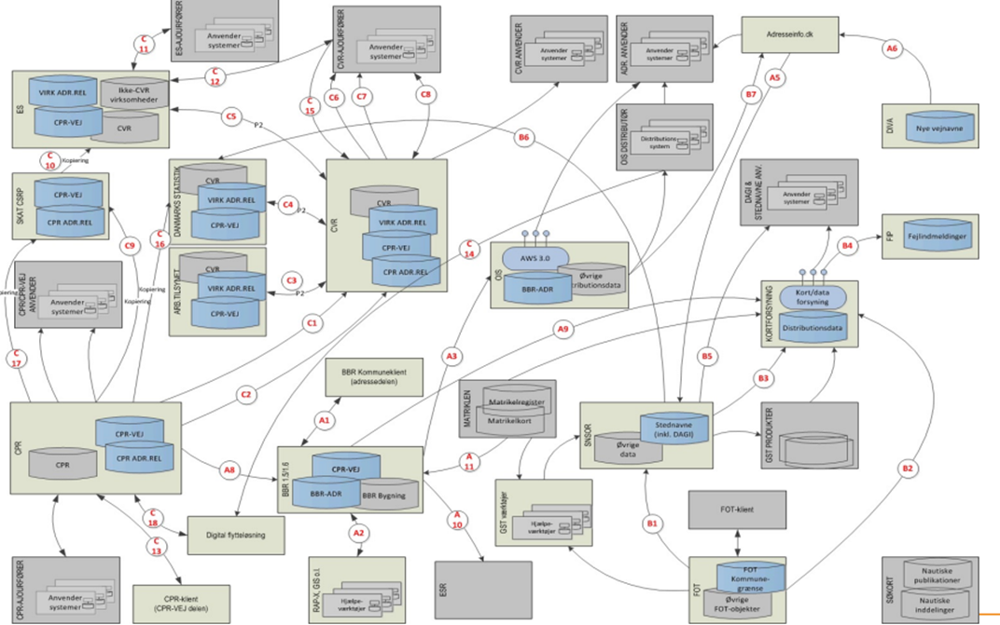 ES-AJOURFØRER
Anvender
systemer
CVR-AJOURFØRER
Anvender
systemer
CVR ANVENDER
Anvender
systemer
ADR. ANVENDER
Anvender
systemer
Adresseinfo.dk
C
11
C
12
C
15
C6
C7
C8
A6
B7
A5
ES
VIRK ADR.REL
Ikke-CVR
virksomheder
CPR-VEJ
CVR
C5
P2
B6
OIS DISTRIBUTØR
Distributions
system
DIVA
Nye vejnavne
C
10
Kopiering
SKAT CSRP
CPR-VEJ
CPR ADR.REL
DANMARKS STATISTIK
CVR
VIRK ADR.REL
CPR-VEJ
C4
P2
CVR
CVR
VIRK ADR.REL
CPR-VEJ
CPR ADR.REL
DAGI &
STEDNAVNE ANV.
Anvender
systemer
C9
C
16
C
14
OIS
AWS 3.0
BBR-ADR
Øvrige
B4
FIP
Fejlindmeldinger
ARB.TILSYNET
CVR
VIRK ADR.REL
CPR-VEJ
C3
P2
CPR/CPR-VEJ
ANVENDER
Anvender
systemer
Kopiering
Kopiering
KORTFORSYNING
Kort/data
forsyning
Distributionsdata
C1
A9
A3
B5
B3
C
17
C2
BBR Kommuneklent
(adressedelen)
A1
MATRIKLEN
Matrikelregister
Matrikelkort
SNSOR
Stednavne
(inkl. DAGI)
Øvrige
data
GST PRODUKTER
CPR
CPR-VEJ
CPR ADR.REL
CPR
A8
BBR 1.5/1.6
CPR-VEJ
BBR-ADR
BBR Bygning
A
11
B2
C
18
C
13
Digital flytteløsning
A2
A
10
GST værktøjer
Hjælpe-
værktøjer
B1
FOT-klient
CPR-AJOURFØRER
Anvender
systemer
CPR-klient
(CPR-VEJ delen)
RAP-X, GIS o.l.
Hjælpe-
værktøjer
ESR
FOT
FOT
Kommune-
grænse
Øvrige
FOT-objekter
SØKORT
Nautiske
publikationer
Nautiske
inddelinger